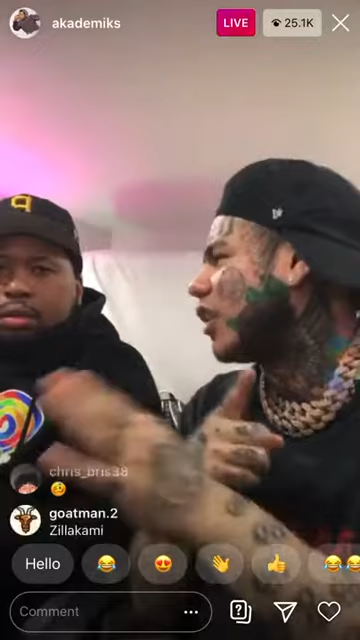 akademiks
LIVE
25.1K
P
chris_bris38
goatman.2
Zillakami
Hello
Comment